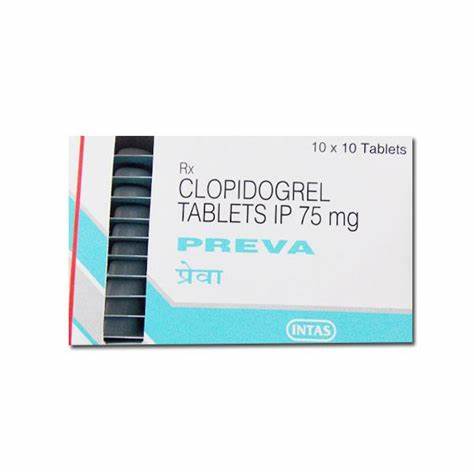 10 x 10 Tablets
Rx
CLOPIDOGREL
TABLETS IP 75 mg
PREVA
प्रेवा
INTAS